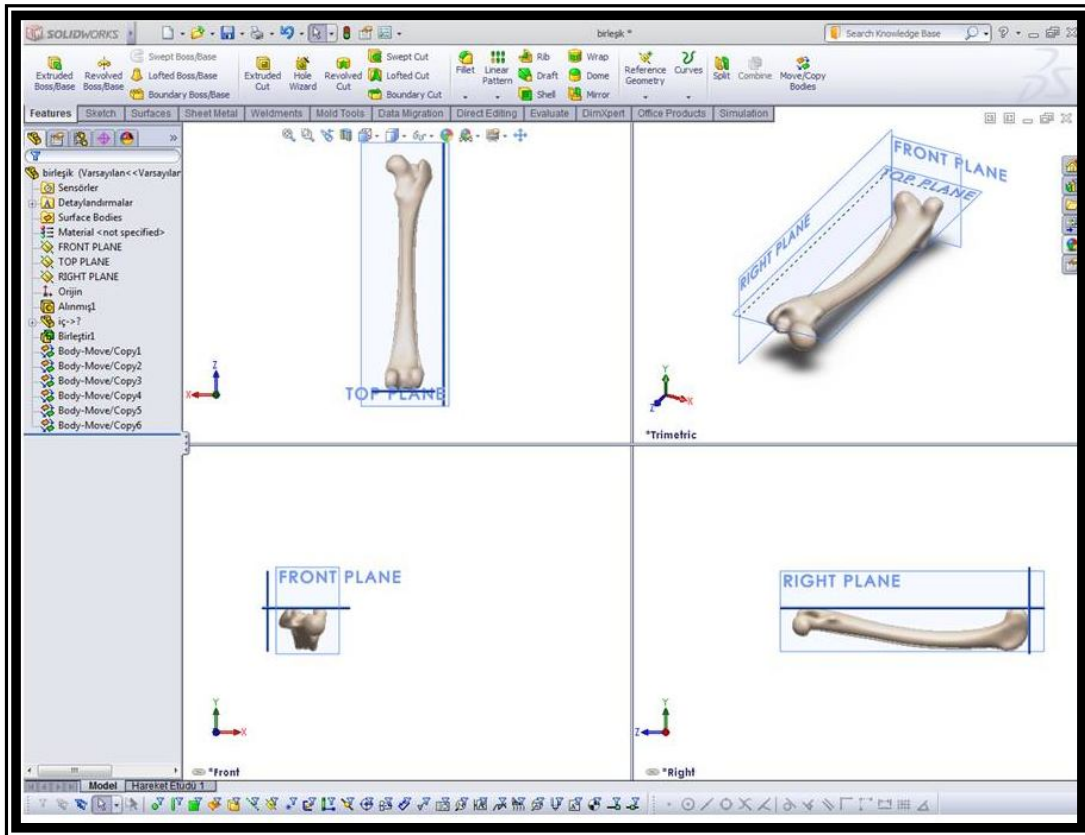 SOLIDWORKS
birleşik *
Search Knowledge Base
Extruded Boss/Base
Revolved Boss/Base
Swept Boss/Base
Lofted Boss/Base
Boundary Boss/Base
Extruded Cut
Hole Wizard
Revolved Cut
Swept Cut
Lofted Cut
Boundary Cut
Fillet
Linear Pattern
Rib
Draft
Shell
Wrap
Dome
Mirror
Reference Geometry
Curves
Split
Combine
Move/Copy Bodies
Features Sketch Surfaces Sheet Metal Weldments Mold Tools Data Migration Direct Editing Evaluate DimXpert Office Products Simulation
birleşik (Varsayılan<<Varsayılan
Sensörler
Detaylandırmalar
Surface Bodies
Material <not specified>
FRONT PLANE
TOP PLANE
RIGHT PLANE
Orijin
Alınmış1
iç->?
Birleştir1
Body-Move/Copy1
Body-Move/Copy2
Body-Move/Copy3
Body-Move/Copy4
Body-Move/Copy5
Body-Move/Copy6
TOP PLANE
Z
X
FRONT PLANE
TOP PLANE
RIGHT PLANE
Y
X
Z
*Trimetric
FRONT PLANE
Y
X
*Front
RIGHT PLANE
Y
Z
*Right
Model Hareket Etüdü 1